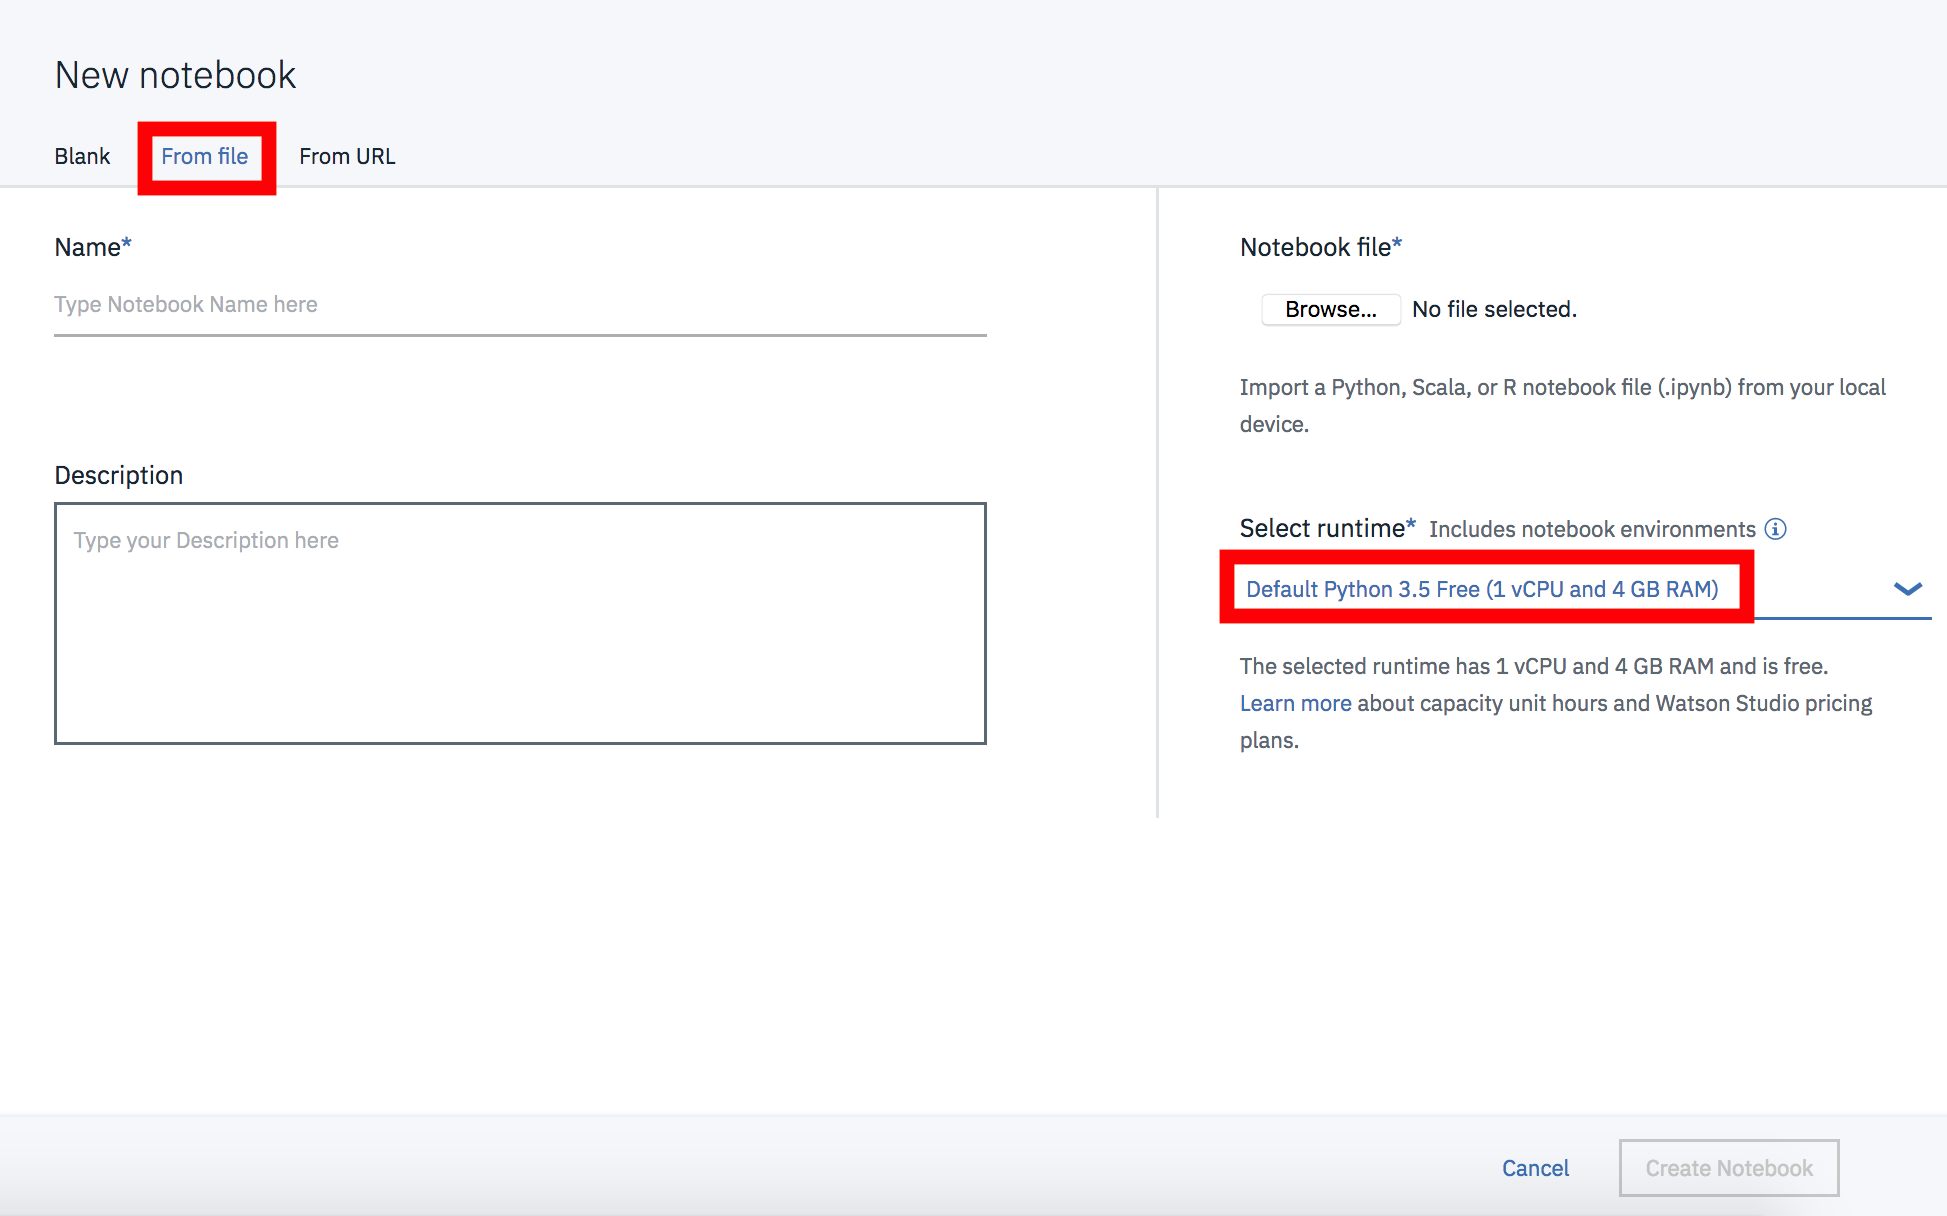 New notebook
Blank From file From URL
Name*
Type Notebook Name here
Description
Type your Description here
Notebook file*
Browse... No file selected.
Import a Python, Scala, or R notebook file (.ipynb) from your local
device.
Select runtime* Includes notebook environments
Default Python 3.5 Free (1 vCPU and 4 GB RAM)
The selected runtime has 1 vCPU and 4 GB RAM and is free.
Learn more about capacity unit hours and Watson Studio pricing
plans.
Cancel Create Notebook